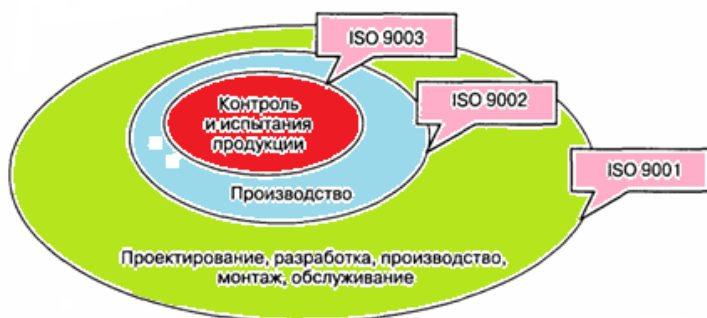 ISO 9003
ISO 9002
ISO 9001
Контроль
и испытания
продукции
Производство
Проектирование, разработка, производство,
монтаж, обслуживание